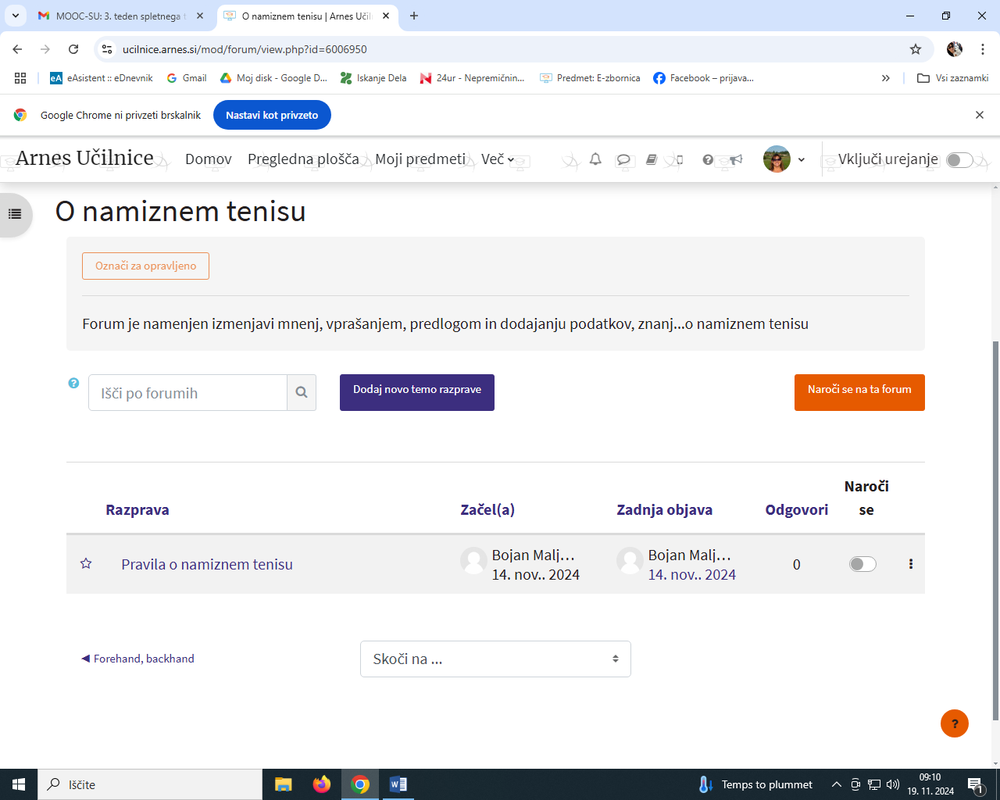 MOOC-SU: 3. teden spletnega t
O namiznem tenisu | Arnes Učiln
ucilnice.arnes.si/mod/forum/view.php?id=6006950
eAsistent :: eDnevnik
Gmail
Moj disk - Google D...
Iskanje Dela
24ur - Nepremičnin...
Predmet: E-zbornica
Facebook – prijava...
Vsi zaznamki
Google Chrome ni privzeti brskalnik
Nastavi kot privzeto
Arnes Učilnice
Domov
Pregledna plošča
Moji predmeti
Več
Vključi urejanje
O namiznem tenisu
Označi za opravljeno
Forum je namenjen izmenjavi mnenj, vprašanjem, predlogom in dodajanju podatkov, znanj...o namiznem tenisu
Išči po forumih
Dodaj novo temo razprave
Naroči se na ta forum
Razprava
Začel(a)
Zadnja objava
Odgovori
Naroči
se
Pravila o namiznem tenisu
Bojan Malj...
14. nov.. 2024
Bojan Malj...
14. nov.. 2024
0
◄ Forehand, backhand
Skoči na ...
?
Iščite
Temps to plummet
09:10
19. 11. 2024
1